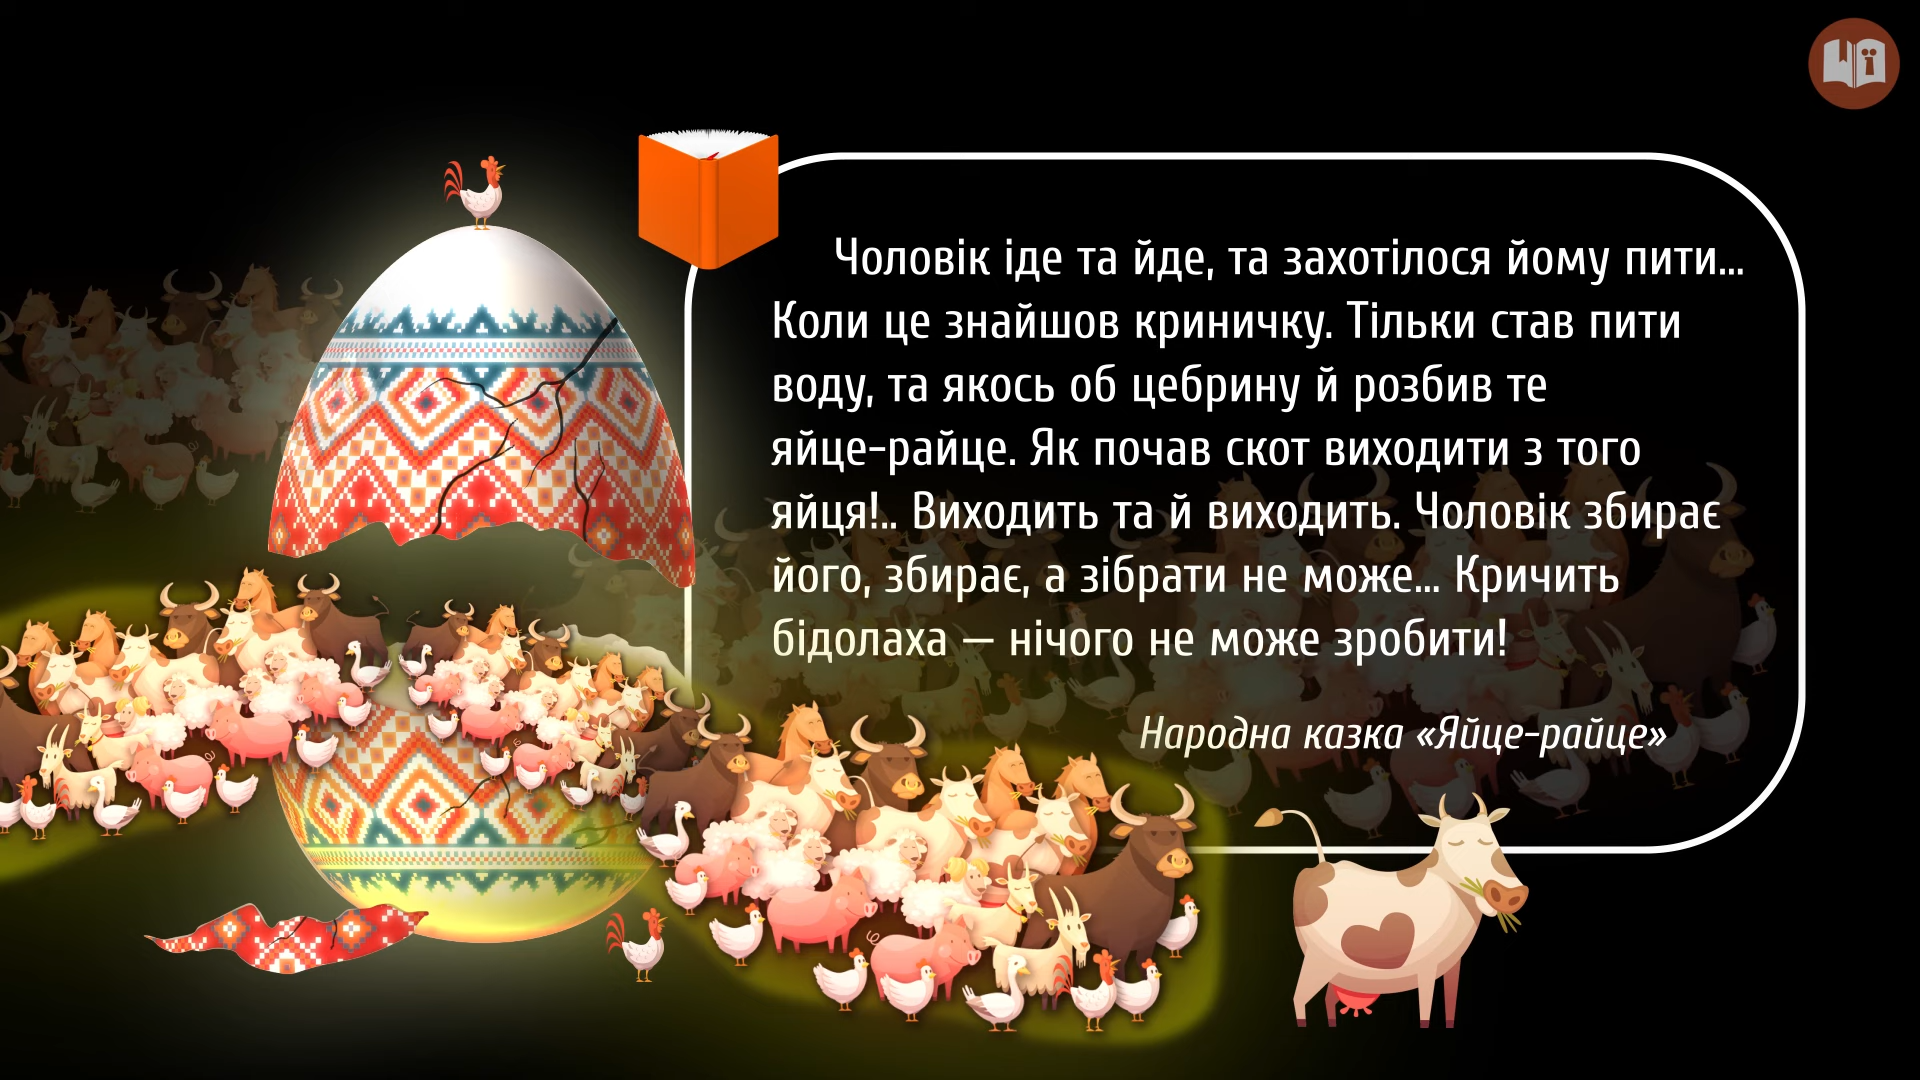 Чоловік іде та йде, та захотілося йому пити...
Коли це знайшов криничку. Тільки став пити
воду, та якось об цебрину й розбив те
яйце-райце. Як почав скот виходити з того
яйця!.. Виходить та й виходить. Чоловік збирає
його, збирає, а зібрати не може... Кричить
бідолаха — нічого не може зробити!
Народна казка «Яйце-райце»